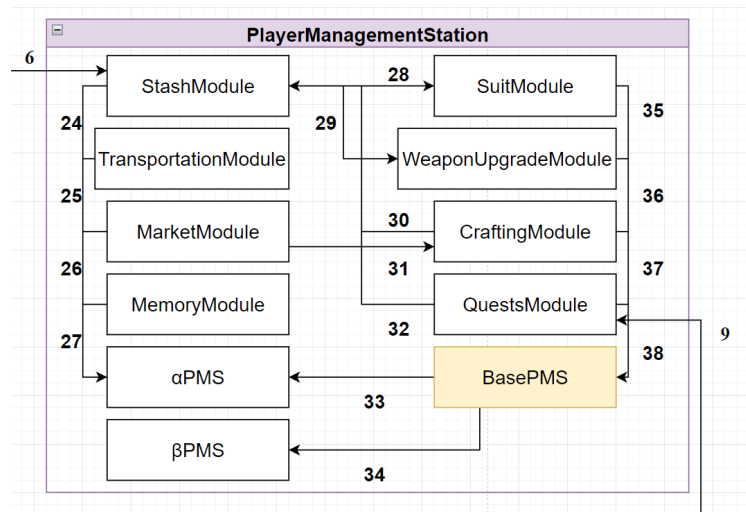 PlayerManagementStation
6
StashModule
28
SuitModule
24
29
35
TransportationModule
WeaponUpgradeModule
25
36
MarketModule
30
CraftingModule
26
31
37
MemoryModule
QuestsModule
27
32
9
38
αPMS
BasePMS
33
βPMS
34